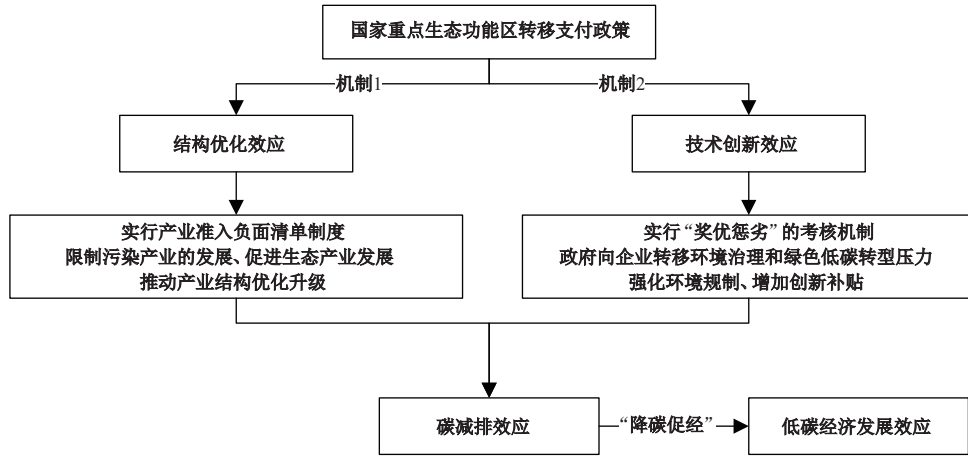 国家重点生态功能区转移支付政策
机制1
机制2
结构优化效应
技术创新效应
实行产业准入负面清单制度
限制污染产业的发展、促进生态产业发展
推动产业结构优化升级
实行“奖优惩劣”的考核机制
政府向企业转移环境治理和绿色低碳转型压力
强化环境规制、增加创新补贴
碳减排效应
“降碳促经”
低碳经济发展效应